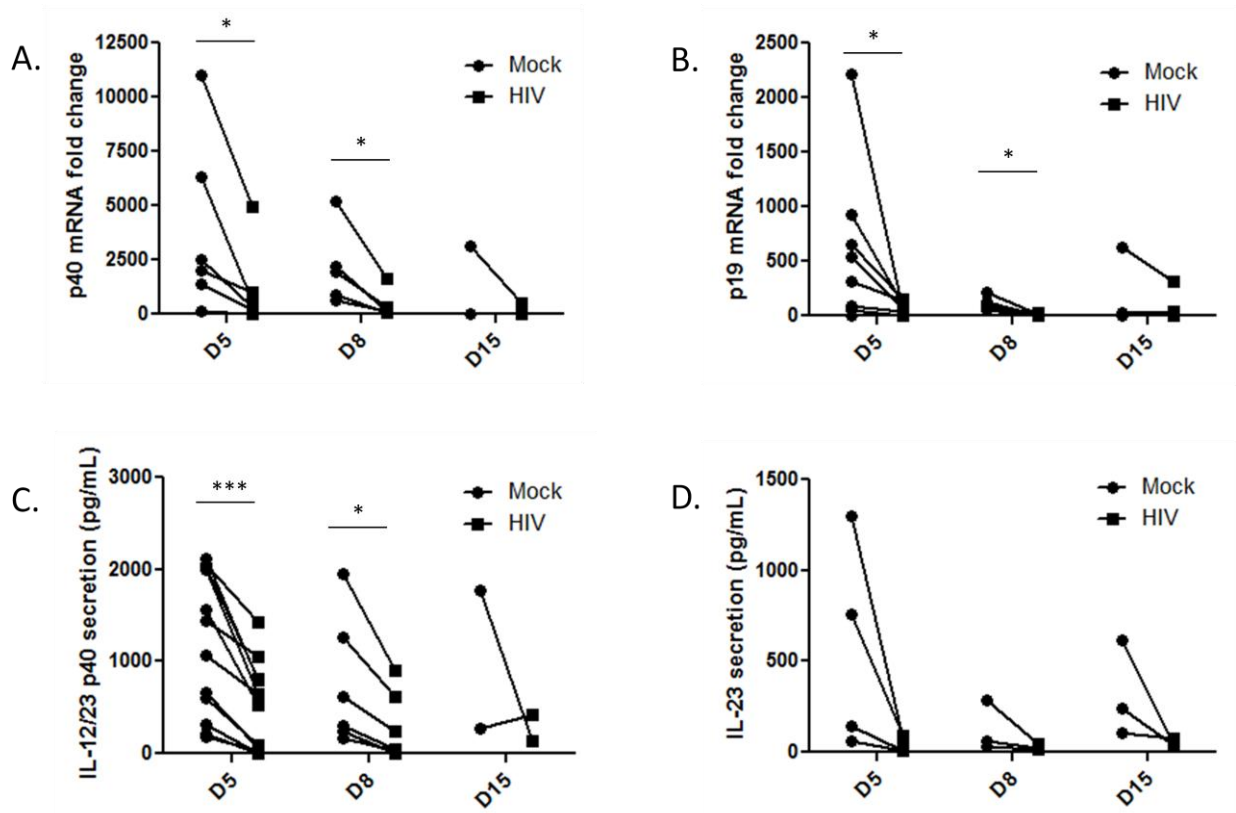 A.
p40 mRNA fold change
*
*
12500
10000
7500
5000
2500
0
Mock
HIV
D5
D8
D15
B.
p19 mRNA fold change
*
*
2500
2000
1500
1000
500
0
Mock
HIV
D5
D8
D15
C.
IL-12/23 p40 secretion (pg/mL)
***
*
3000
2000
1000
0
Mock
HIV
D5
D8
D15
D.
IL-23 secretion (pg/mL)
1500
1000
500
0
Mock
HIV
D5
D8
D15